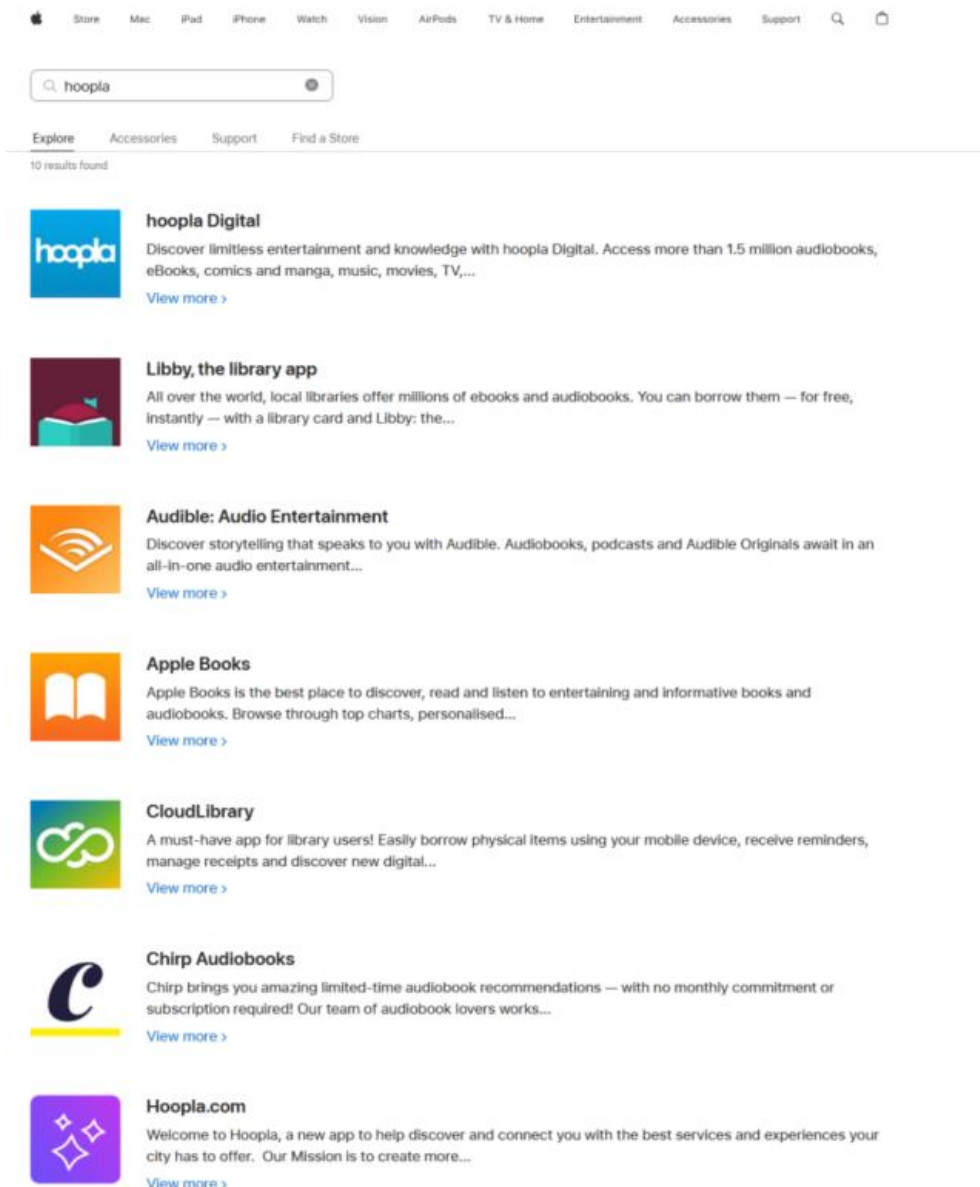 Store Mac iPad iPhone Watch Vision AirPods TV & Home Entertainment Accessories Support
hoopla
Explore Accessories Support Find a Store
10 results found
hoopla
hoopla Digital
Discover limitless entertainment and knowledge with hoopla Digital. Access more than 1.5 million audiobooks,
eBooks, comics and manga, music, movies, TV,...
View more >
Libby, the library app
All over the world, local libraries offer millions of ebooks and audiobooks. You can borrow them — for free,
instantly — with a library card and Libby: the...
View more >
Audible: Audio Entertainment
Discover storytelling that speaks to you with Audible. Audiobooks, podcasts and Audible Originals await in an
all-in-one audio entertainment...
View more >
Apple Books
Apple Books is the best place to discover, read and listen to entertaining and informative books and
audiobooks. Browse through top charts, personalised...
View more >
CloudLibrary
A must-have app for library users! Easily borrow physical items using your mobile device, receive reminders,
manage receipts and discover new digital...
View more >
C
Chirp Audiobooks
Chirp brings you amazing limited-time audiobook recommendations — with no monthly commitment or
subscription required! Our team of audiobook lovers works...
View more >
Hoopla.com
Welcome to Hoopla, a new app to help discover and connect you with the best services and experiences your
city has to offer. Our Mission is to create more...
View more >